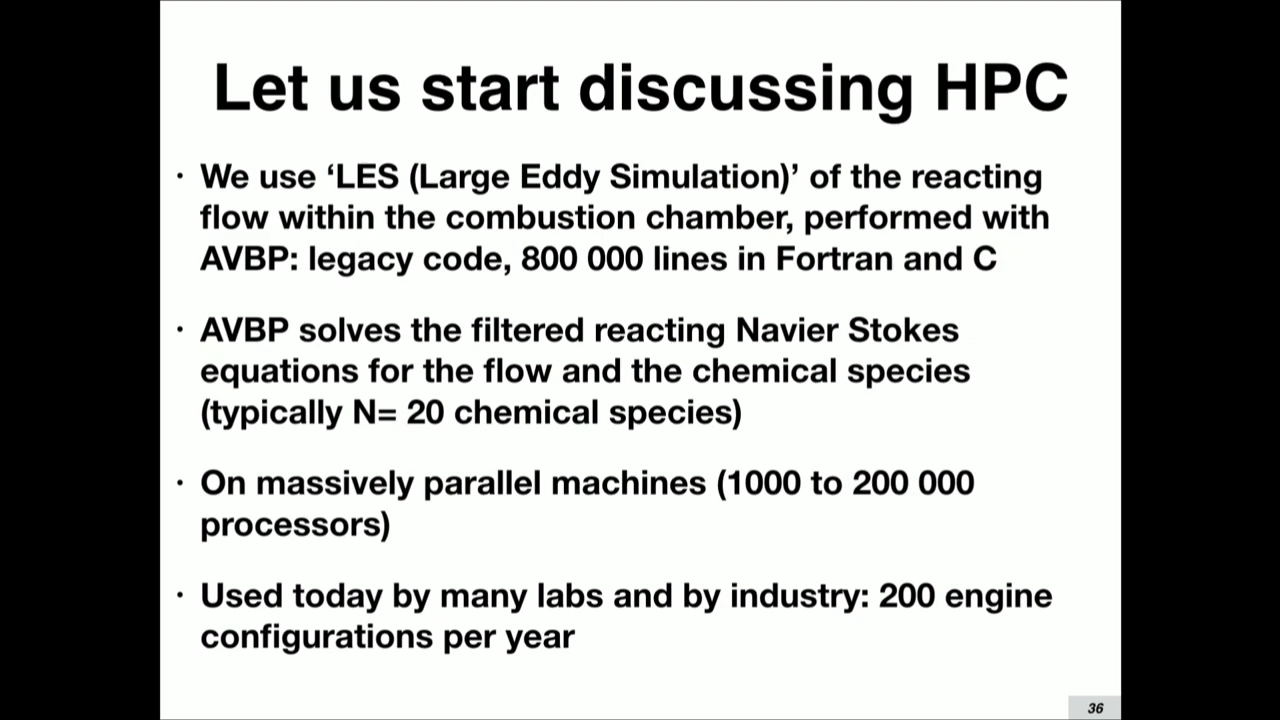 Let us start discussing HPC
· We use ‘LES (Large Eddy Simulation)’ of the reacting
flow within the combustion chamber, performed with
AVBP: legacy code, 800 000 lines in Fortran and C
· AVBP solves the filtered reacting Navier Stokes
equations for the flow and the chemical species
(typically N= 20 chemical species)
· On massively parallel machines (1000 to 200 000
processors)
· Used today by many labs and by industry: 200 engine
configurations per year
36